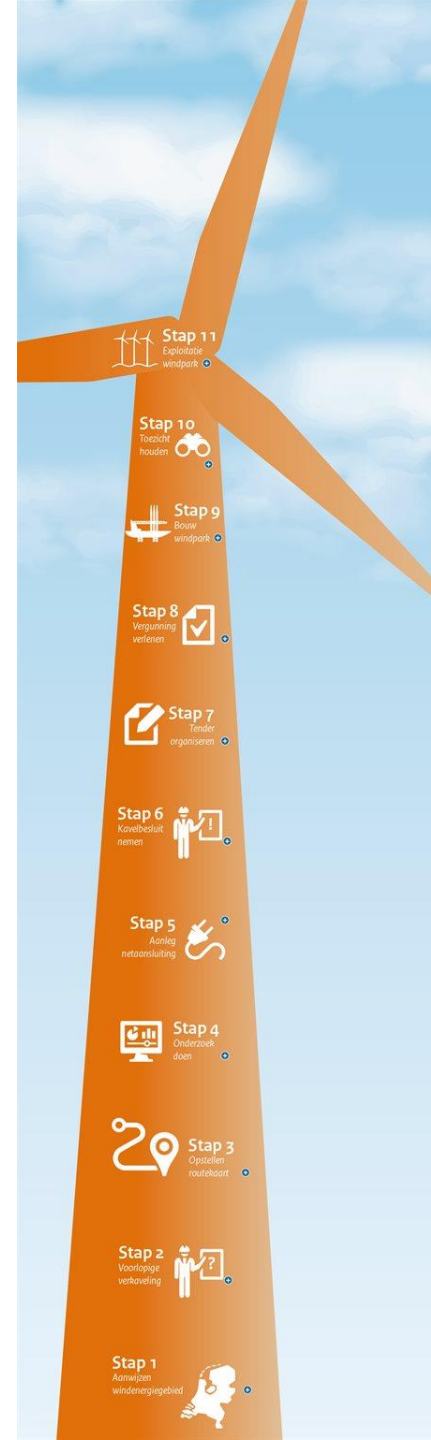 Stap 11
Exploitatie
windpark
Stap 10
Toezicht
houden
Stap 9
Bouw
windpark
Stap 8
Vergunning
verlenen
Stap 7
Tender
organiseren
Stap 6
Kavelbesluit
nemen
!
Stap 5
Aanleg
netaansluiting
Stap 4
Onderzoek
doen
Stap 3
Opstellen
routekaart
Stap 2
Voorlopige
verkaveling
?
Stap 1
Aanwijzen
windenergiegebied